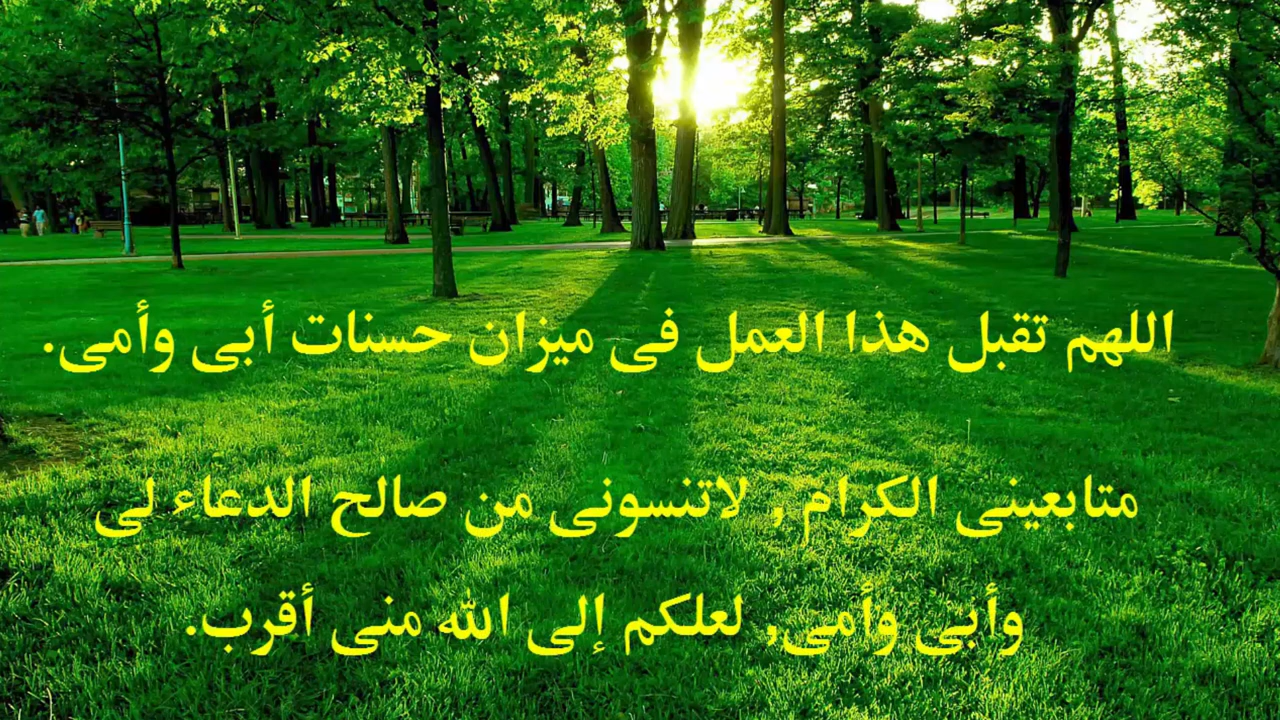 اللهم تقبل هذا العمل فى ميزان حسنات أبى وأمى.
متابعينى الكرام , لاتنسونى من صالح الدعاء لى
وأبى وأمى, لعلكم إلى الله منى أقرب.